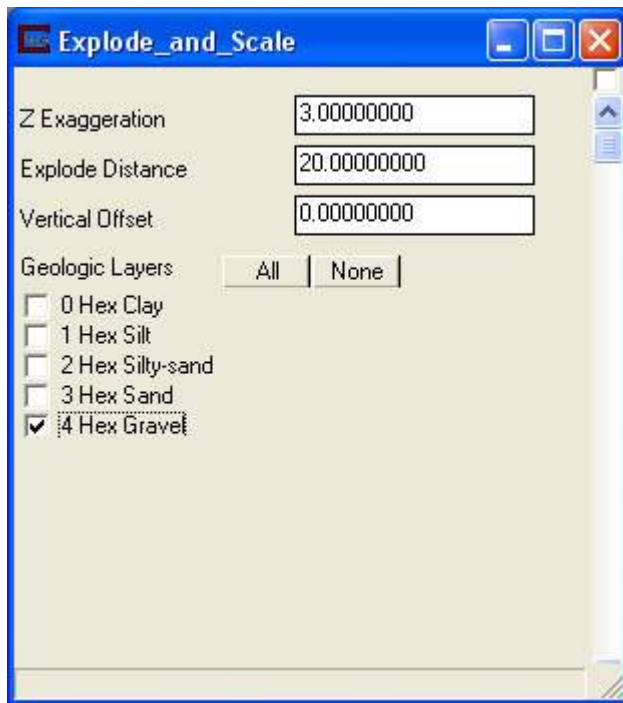 Explode_and_Scale
Z Exaggeration 3.00000000
Explode Distance 20.00000000
Vertical Offset 0.00000000
Geologic Layers All None
0 Hex Clay
1 Hex Silt
2 Hex Silty-sand
3 Hex Sand
4 Hex Gravel